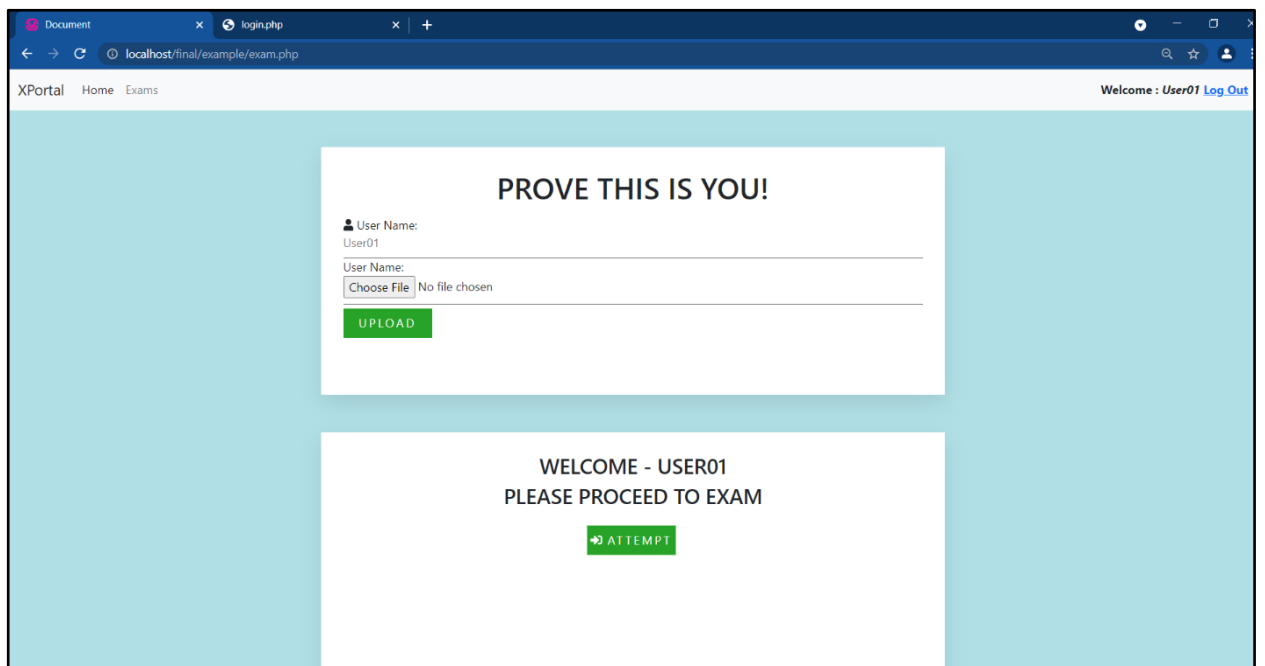 Document
login.php
localhost/final/example/exam.php
XPortal Home Exams
Welcome : User01 Log Out
PROVE THIS IS YOU!
User Name:
User01
User Name:
Choose File No file chosen
UPLOAD
WELCOME - USER01
PLEASE PROCEED TO EXAM
ATTEMPT